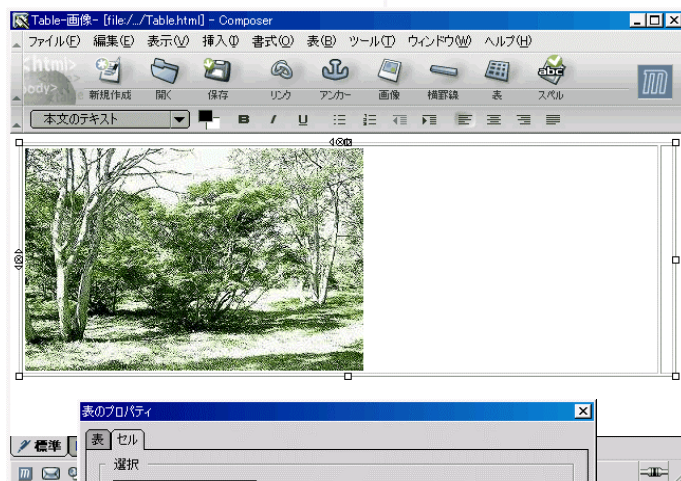 Table-画像- [file:/.../Table.html] - Composer
ファイル(F) 編集(E) 表示(V) 挿入(I) 書式(O) 表(B) ツール(T) ウィンドウ(W) ヘルプ(H)
<html>
body>
新規作成 開く 保存 リンク アンカー 画像 横罫線 表 スペル
abc
本文のテキスト B I U
表のプロパティ
標準
表 セル
選択